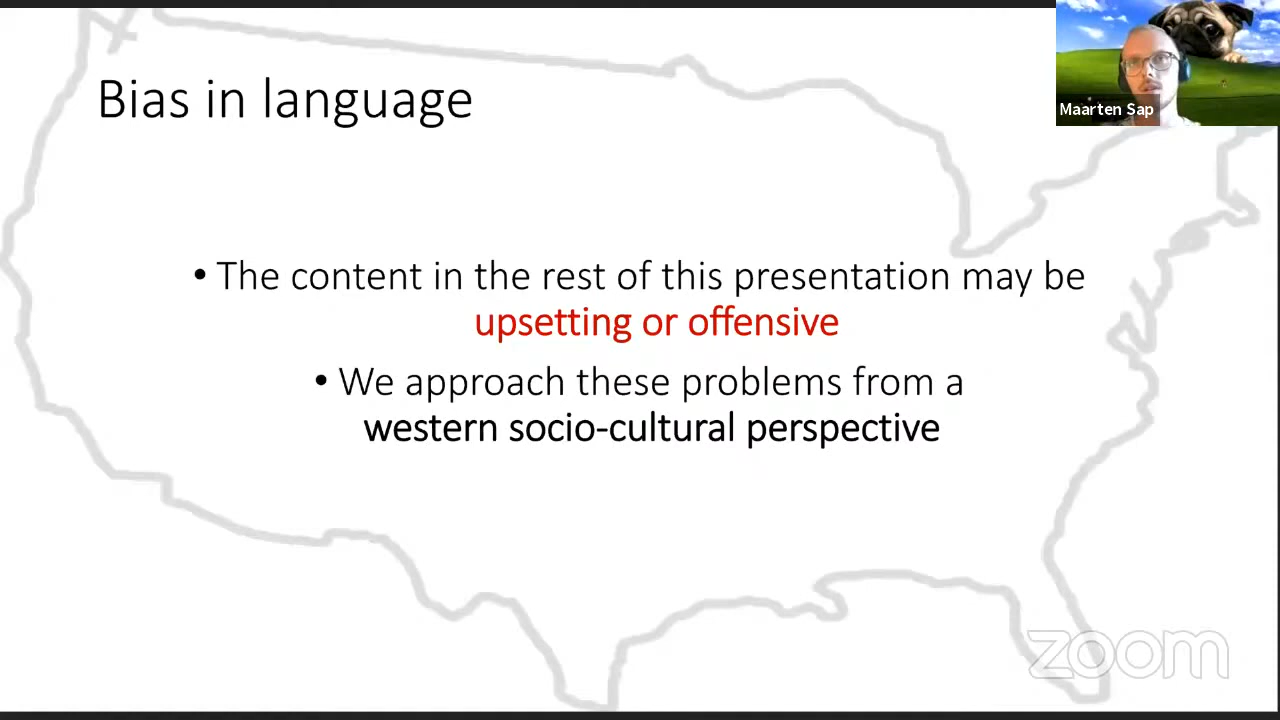 Bias in language
Maarten Sap
• The content in the rest of this presentation may be
upsetting or offensive
• We approach these problems from a
western socio-cultural perspective
zoom